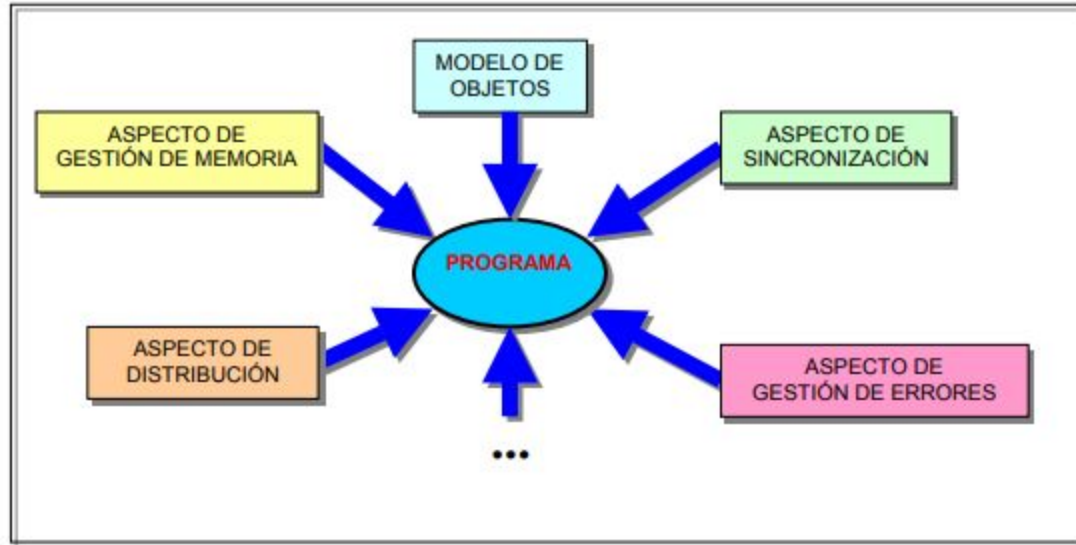 MODELO DE
OBJETOS
ASPECTO DE
GESTIÓN DE MEMORIA
ASPECTO DE
SINCRONIZACIÓN
PROGRAMA
ASPECTO DE
DISTRIBUCIÓN
ASPECTO DE
GESTIÓN DE ERRORES
...